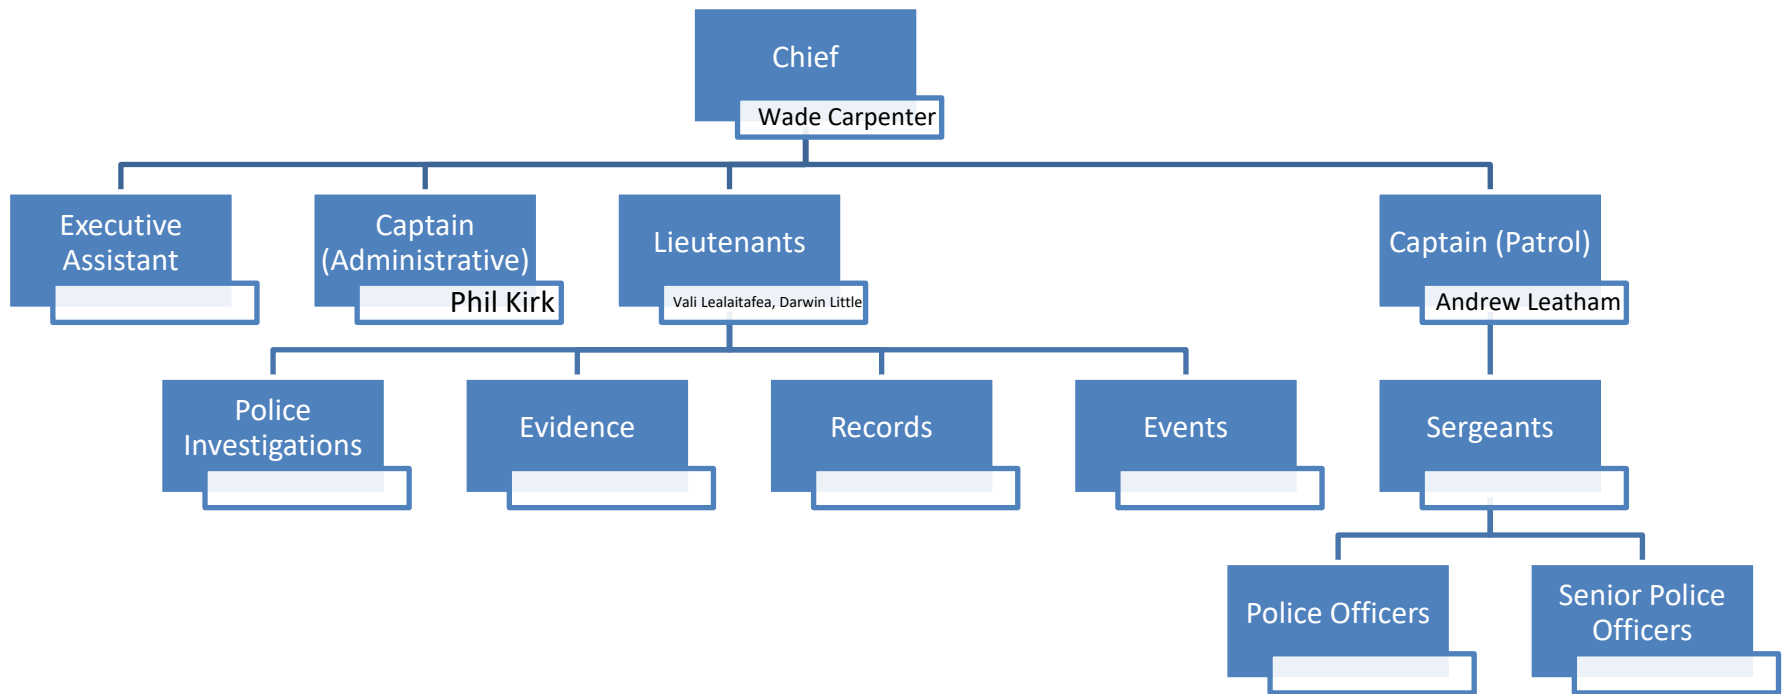 Chief
Wade Carpenter
Executive
Assistant
Captain
(Administrative)
Phil Kirk
Lieutenants
Vali Lealaitafea, Darwin Little
Captain (Patrol)
Andrew Leatham
Police
Investigations
Evidence
Records
Events
Sergeants
Police Officers
Senior Police
Officers